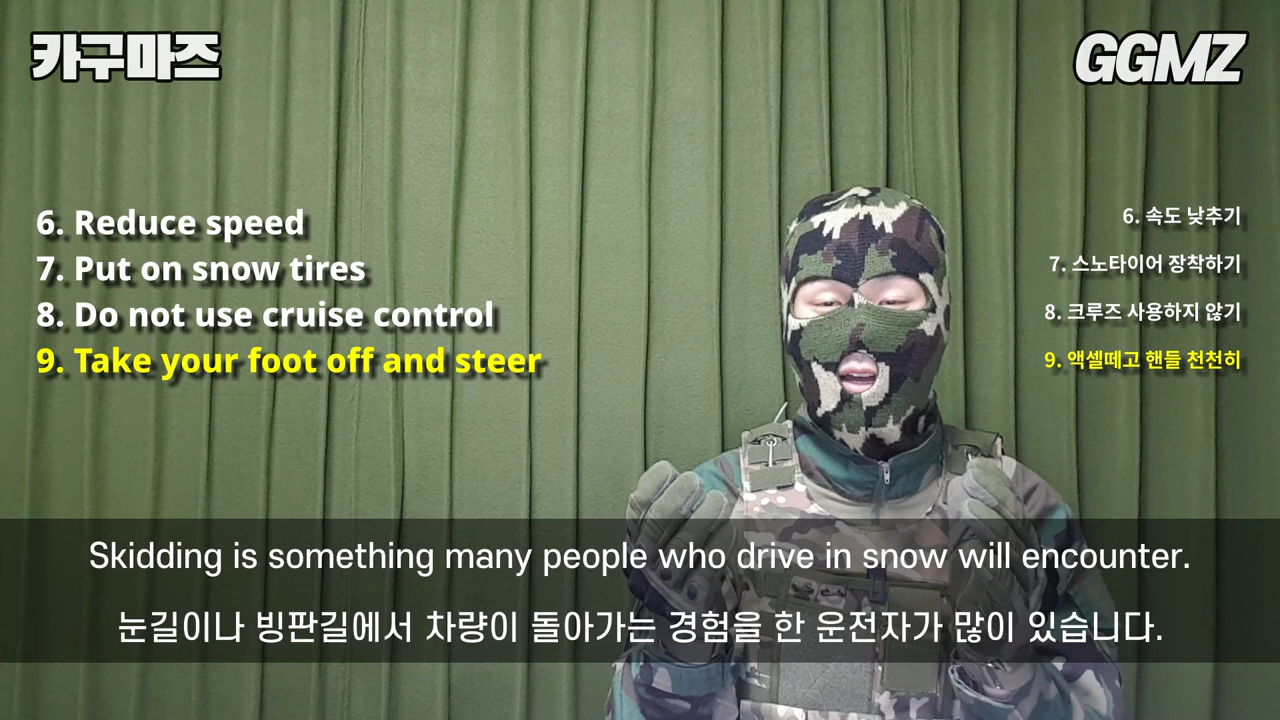 카구마즈
GGMZ
6. Reduce speed
7. Put on snow tires
8. Do not use cruise control
9. Take your foot off and steer
6. 속도 낮추기
7. 스노타이어 장착하기
8. 크루즈 사용하지 않기
9. 액셀떼고 핸들 천천히
Skidding is something many people who drive in snow will encounter.
눈길이나 빙판길에서 차량이 돌아가는 경험을 한 운전자가 많이 있습니다.